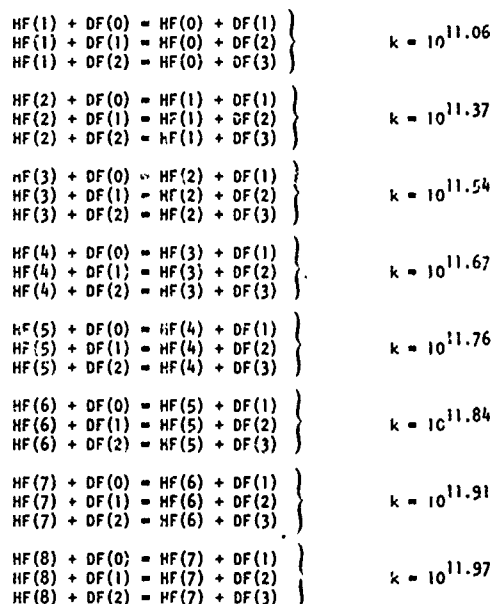 HF(1) + DF(0) = HF(0) + DF(1)
HF(1) + DF(1) = HF(0) + DF(2)
HF(1) + DF(2) = HF(0) + DF(3)
k = 10^11.06
HF(2) + DF(0) = HF(1) + DF(1)
HF(2) + DF(1) = HF(1) + DF(2)
HF(2) + DF(2) = HF(1) + DF(3)
k = 10^11.37
HF(3) + DF(0) = HF(2) + DF(1)
HF(3) + DF(1) = HF(2) + DF(2)
HF(3) + DF(2) = HF(2) + DF(3)
k = 10^11.54
HF(4) + DF(0) = HF(3) + DF(1)
HF(4) + DF(1) = HF(3) + DF(2)
HF(4) + DF(2) = HF(3) + DF(3)
k = 10^11.67
HF(5) + DF(0) = HF(4) + DF(1)
HF(5) + DF(1) = HF(4) + DF(2)
HF(5) + DF(2) = HF(4) + DF(3)
k = 10^11.76
HF(6) + DF(0) = HF(5) + DF(1)
HF(6) + DF(1) = HF(5) + DF(2)
HF(6) + DF(2) = HF(5) + DF(3)
k = 10^11.84
HF(7) + DF(0) = HF(6) + DF(1)
HF(7) + DF(1) = HF(6) + DF(2)
HF(7) + DF(2) = HF(6) + DF(3)
k = 10^11.91
HF(8) + DF(0) = HF(7) + DF(1)
HF(8) + DF(1) = HF(7) + DF(2)
HF(8) + DF(2) = HF(7) + DF(3)
k = 10^11.97